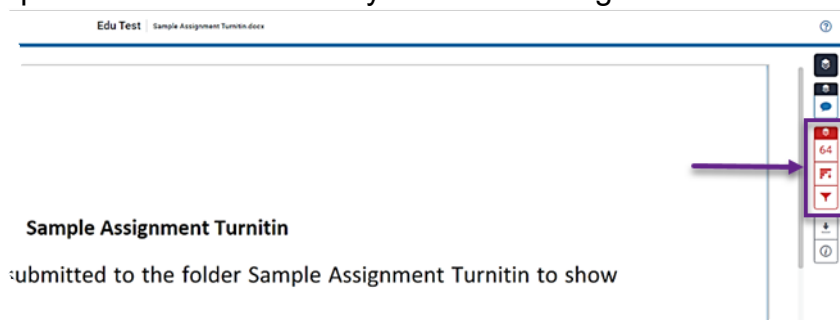 Edu Test Sample Assignment Turnitin.docx
64
Sample Assignment Turnitin
submitted to the folder Sample Assignment Turnitin to show